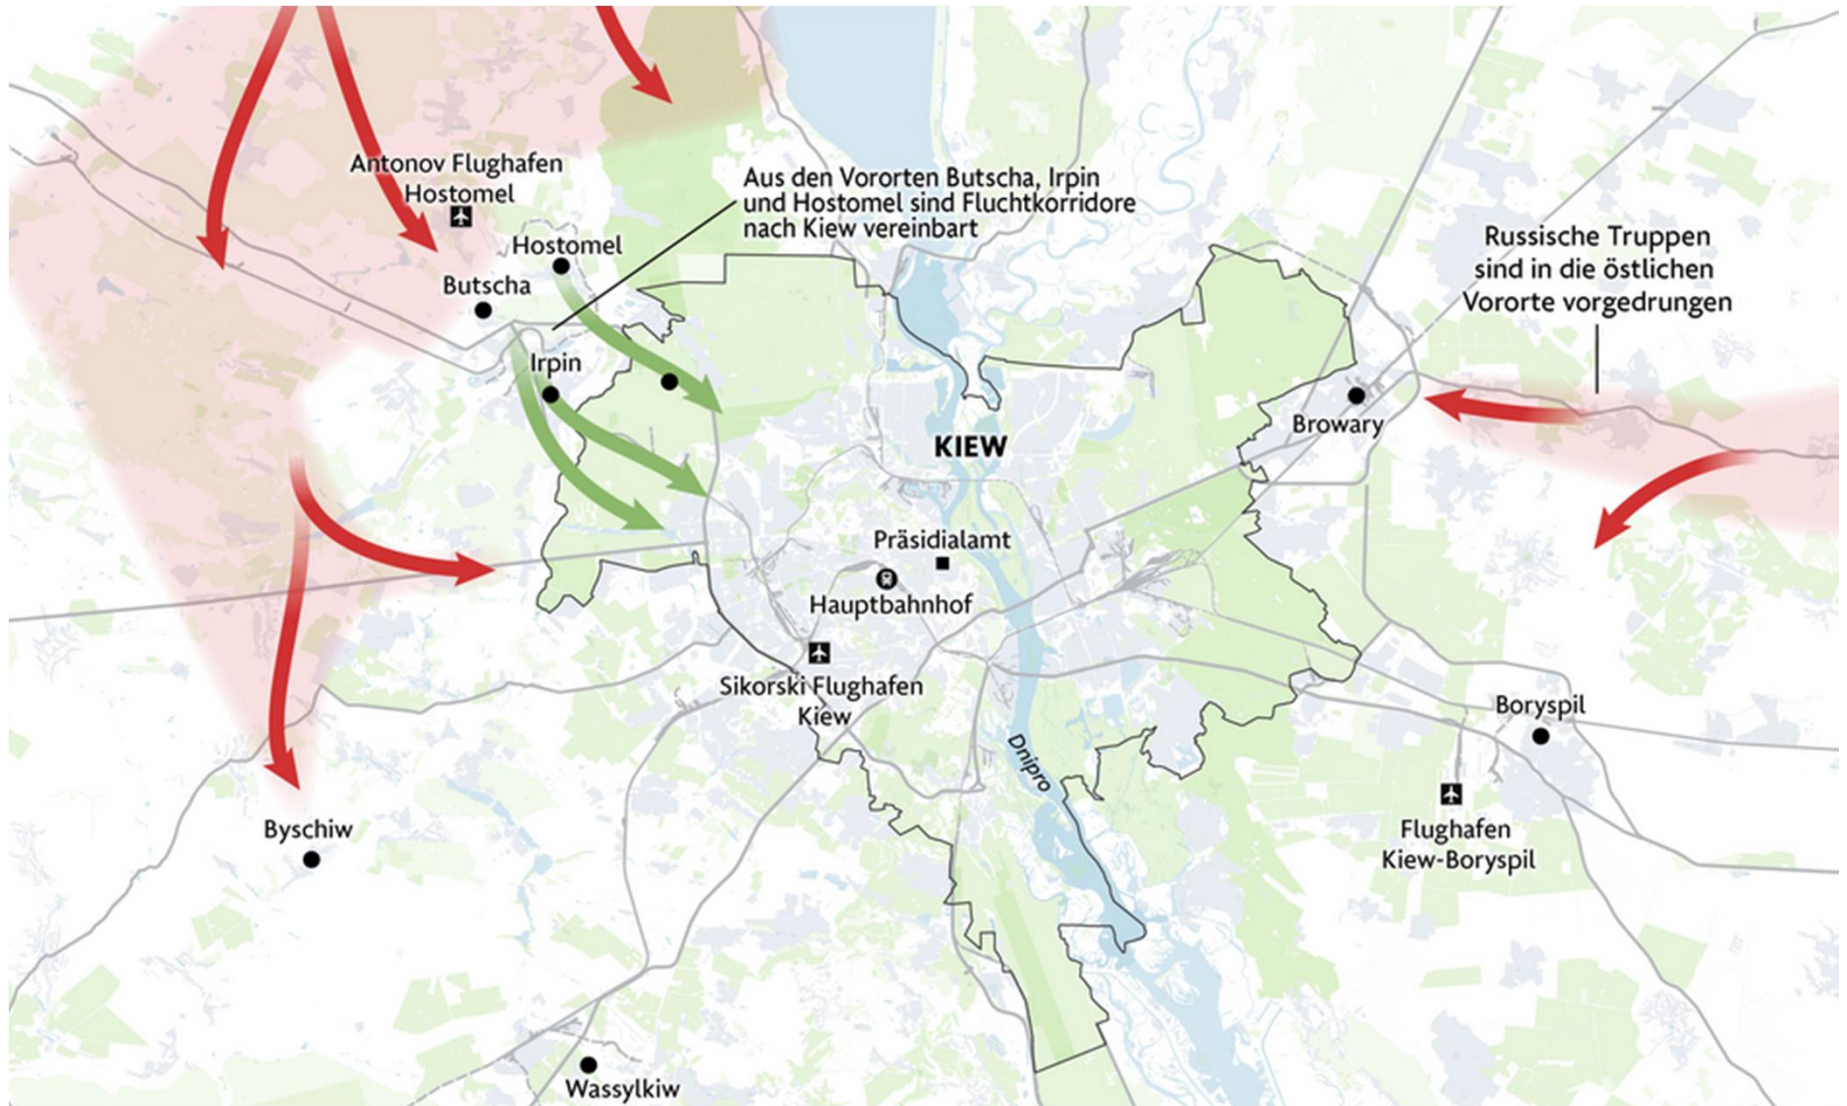 Antonov Flughafen
Hostomel
Aus den Vororten Butscha, Irpin
und Hostomel sind Fluchtkorridore
nach Kiew vereinbart
Russische Truppen
sind in die östlichen
Vororte vorgedrungen
Hostomel
Butscha
Irpin
KIEW
Browary
Präsidialamt
Hauptbahnhof
Sikorski Flughafen
Kiew
Dnipro
Boryspil
Flughafen
Kiew-Boryspil
Byschiw
Wassylkiw